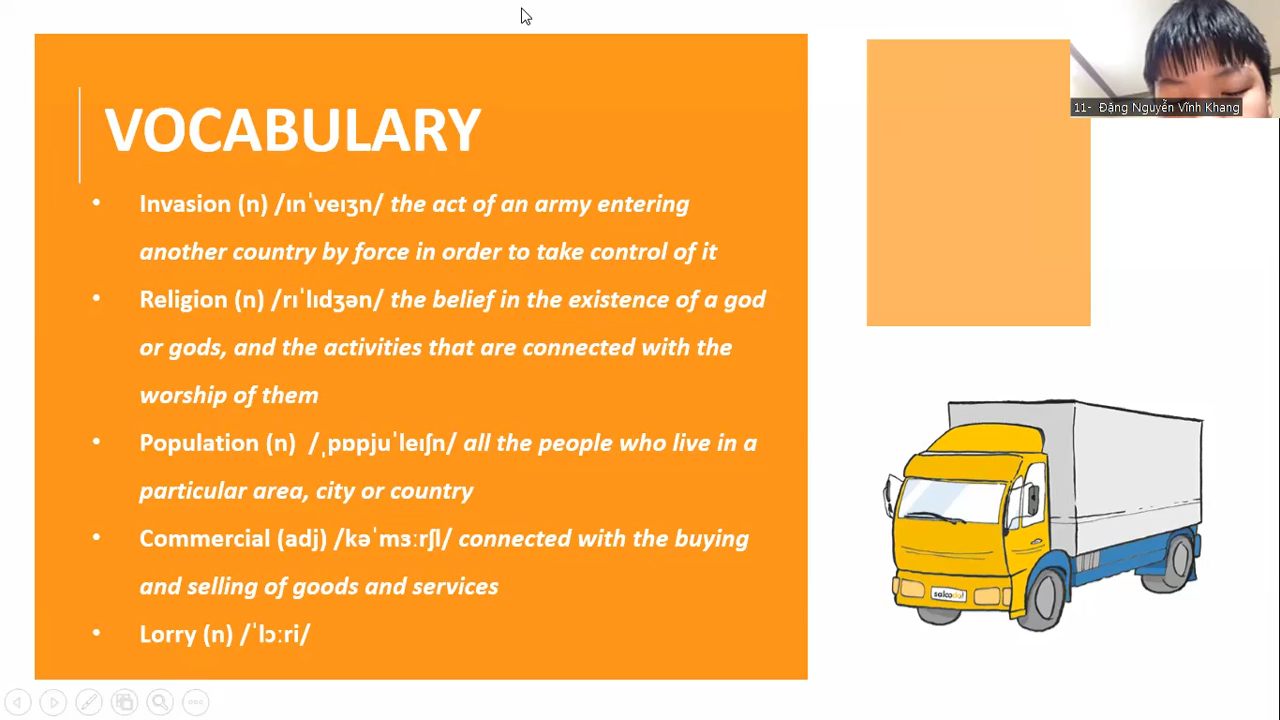 VOCABULARY
• Invasion (n) /ɪnˈveɪʒn/ the act of an army entering
another country by force in order to take control of it
• Religion (n) /rɪˈlɪdʒən/ the belief in the existence of a god
or gods, and the activities that are connected with the
worship of them
• Population (n) /ˌpɒpjuˈleɪʃn/ all the people who live in a
particular area, city or country
• Commercial (adj) /kəˈmɜːrʃl/ connected with the buying
and selling of goods and services
• Lorry (n) /ˈlɔːri/
11- Đặng Nguyễn Vĩnh Khang
saloodo!